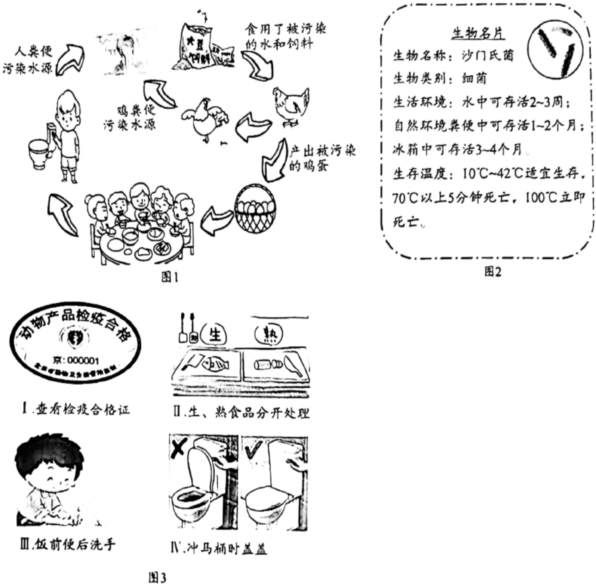 人粪便
污染水源
大豆
饲料
食用了被污染
的水和饲料
鸡粪便
污染水源
产出被污染
的鸡蛋
图1
生物名片
生物名称：沙门氏菌
生物类别：细菌
生活环境：水中可存活2~3周；
自然环境粪便中可存活1~2个月；
冰箱中可存活3~4个月
生存温度：10℃~42℃适宜生存，
70℃以上5分钟死亡，100℃立即
死亡。
图2
动物产品检疫合格
京：000001
Ⅰ.查看检疫合格证
生
熟
Ⅱ.生、熟食品分开处理
Ⅲ.饭前便后洗手
Ⅳ.冲马桶时盖盖
图3